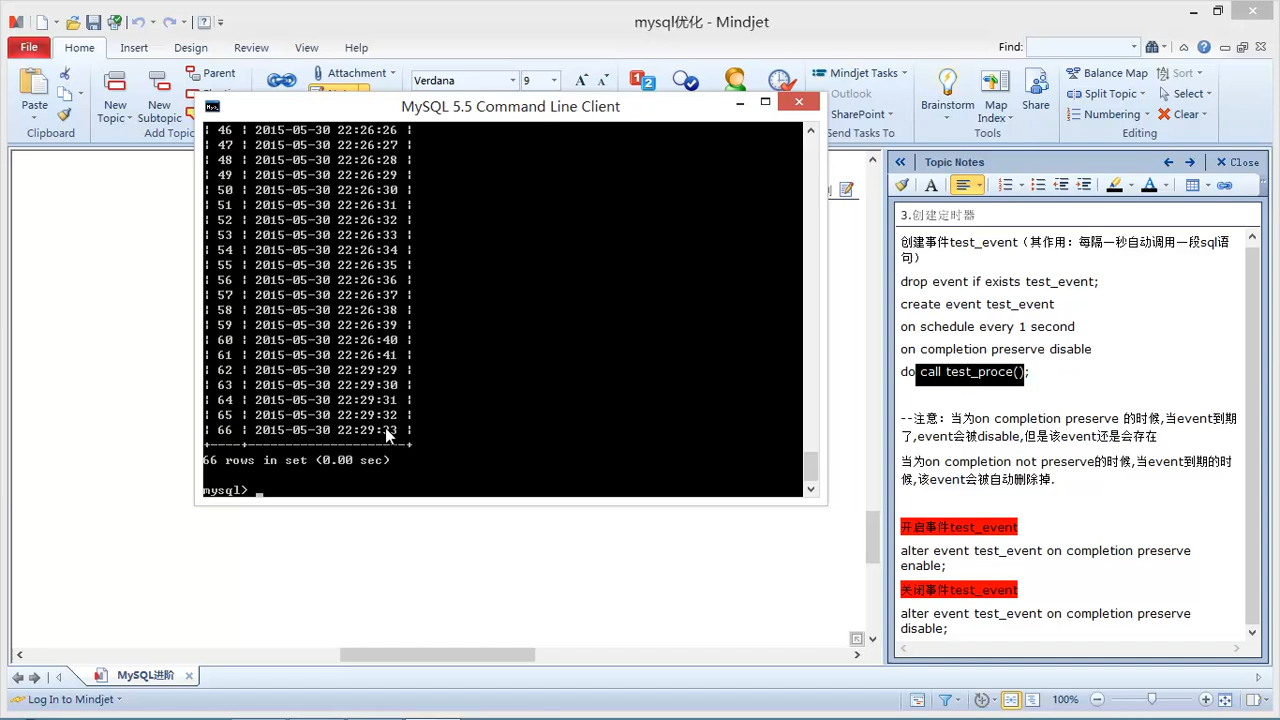 mysql优化 - Mindjet
File
Home
Insert
Design
Review
View
Help
Find:
Paste
Clipboard
New Topic
New Subtopic
Parent
Add Topic
Attachment
Verdana
9
Mindjet Tasks
Outlook
SharePoint
Send Tasks To
Brainstorm
Map Index
Share
Tools
Balance Map
Split Topic
Numbering
Sort
Select
Clear
Editing
MySQL 5.5 Command Line Client
| 46 | 2015-05-30 22:26:26 |
| 47 | 2015-05-30 22:26:27 |
| 48 | 2015-05-30 22:26:28 |
| 49 | 2015-05-30 22:26:29 |
| 50 | 2015-05-30 22:26:30 |
| 51 | 2015-05-30 22:26:31 |
| 52 | 2015-05-30 22:26:32 |
| 53 | 2015-05-30 22:26:33 |
| 54 | 2015-05-30 22:26:34 |
| 55 | 2015-05-30 22:26:35 |
| 56 | 2015-05-30 22:26:36 |
| 57 | 2015-05-30 22:26:37 |
| 58 | 2015-05-30 22:26:38 |
| 59 | 2015-05-30 22:26:39 |
| 60 | 2015-05-30 22:26:40 |
| 61 | 2015-05-30 22:26:41 |
| 62 | 2015-05-30 22:29:29 |
| 63 | 2015-05-30 22:29:30 |
| 64 | 2015-05-30 22:29:31 |
| 65 | 2015-05-30 22:29:32 |
| 66 | 2015-05-30 22:29:33 |
+----+---------------------+
66 rows in set (0.00 sec)
mysql>
Topic Notes
Close
3.创建定时器
创建事件test_event（其作用：每隔一秒自动调用一段sql语
句）
drop event if exists test_event;
create event test_event
on schedule every 1 second
on completion preserve disable
do call test_proce();
--注意：当为on completion preserve 的时候,当event到期
了,event会被disable,但是该event还是会存在
当为on completion not preserve的时候,当event到期的时
候,该event会被自动删除掉.
开启事件test_event
alter event test_event on completion preserve
enable;
关闭事件test_event
alter event test_event on completion preserve
disable;
MySQL进阶
Log In to Mindjet
100%